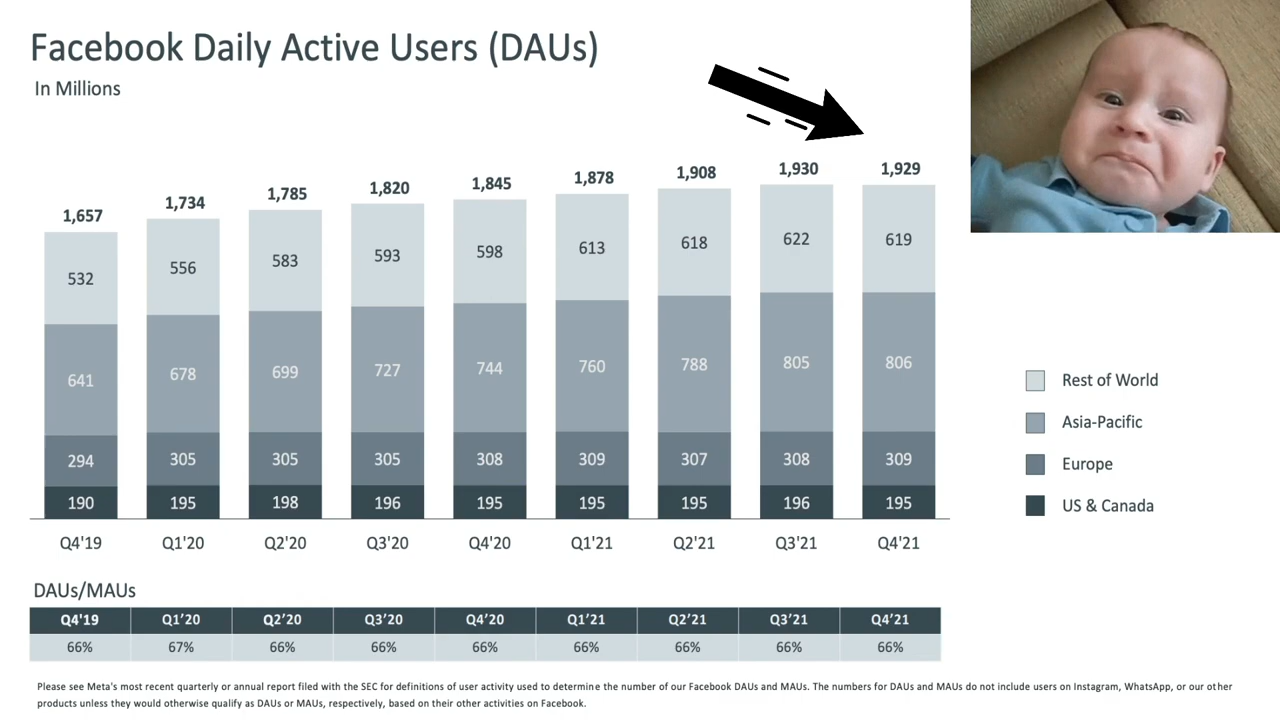 Facebook Daily Active Users (DAUs)
In Millions
1,657 1,734 1,785 1,820 1,845 1,878 1,908 1,930 1,929
532 556 583 593 598 613 618 622 619
641 678 699 727 744 760 788 805 806
294 305 305 305 308 309 307 308 309
190 195 198 196 195 195 195 196 195
Q4'19 Q1'20 Q2'20 Q3'20 Q4'20 Q1'21 Q2'21 Q3'21 Q4'21
Rest of World
Asia-Pacific
Europe
US & Canada
DAUs/MAUs
Q4'19 Q1’20 Q2’20 Q3’20 Q4’20 Q1’21 Q2’21 Q3’21 Q4’21
66% 67% 66% 66% 66% 66% 66% 66% 66%
Please see Meta's most recent quarterly or annual report filed with the SEC for definitions of user activity used to determine the number of our Facebook DAUs and MAUs. The numbers for DAUs and MAUs do not include users on Instagram, WhatsApp, or our other
products unless they would otherwise qualify as DAUs or MAUs, respectively, based on their other activities on Facebook.